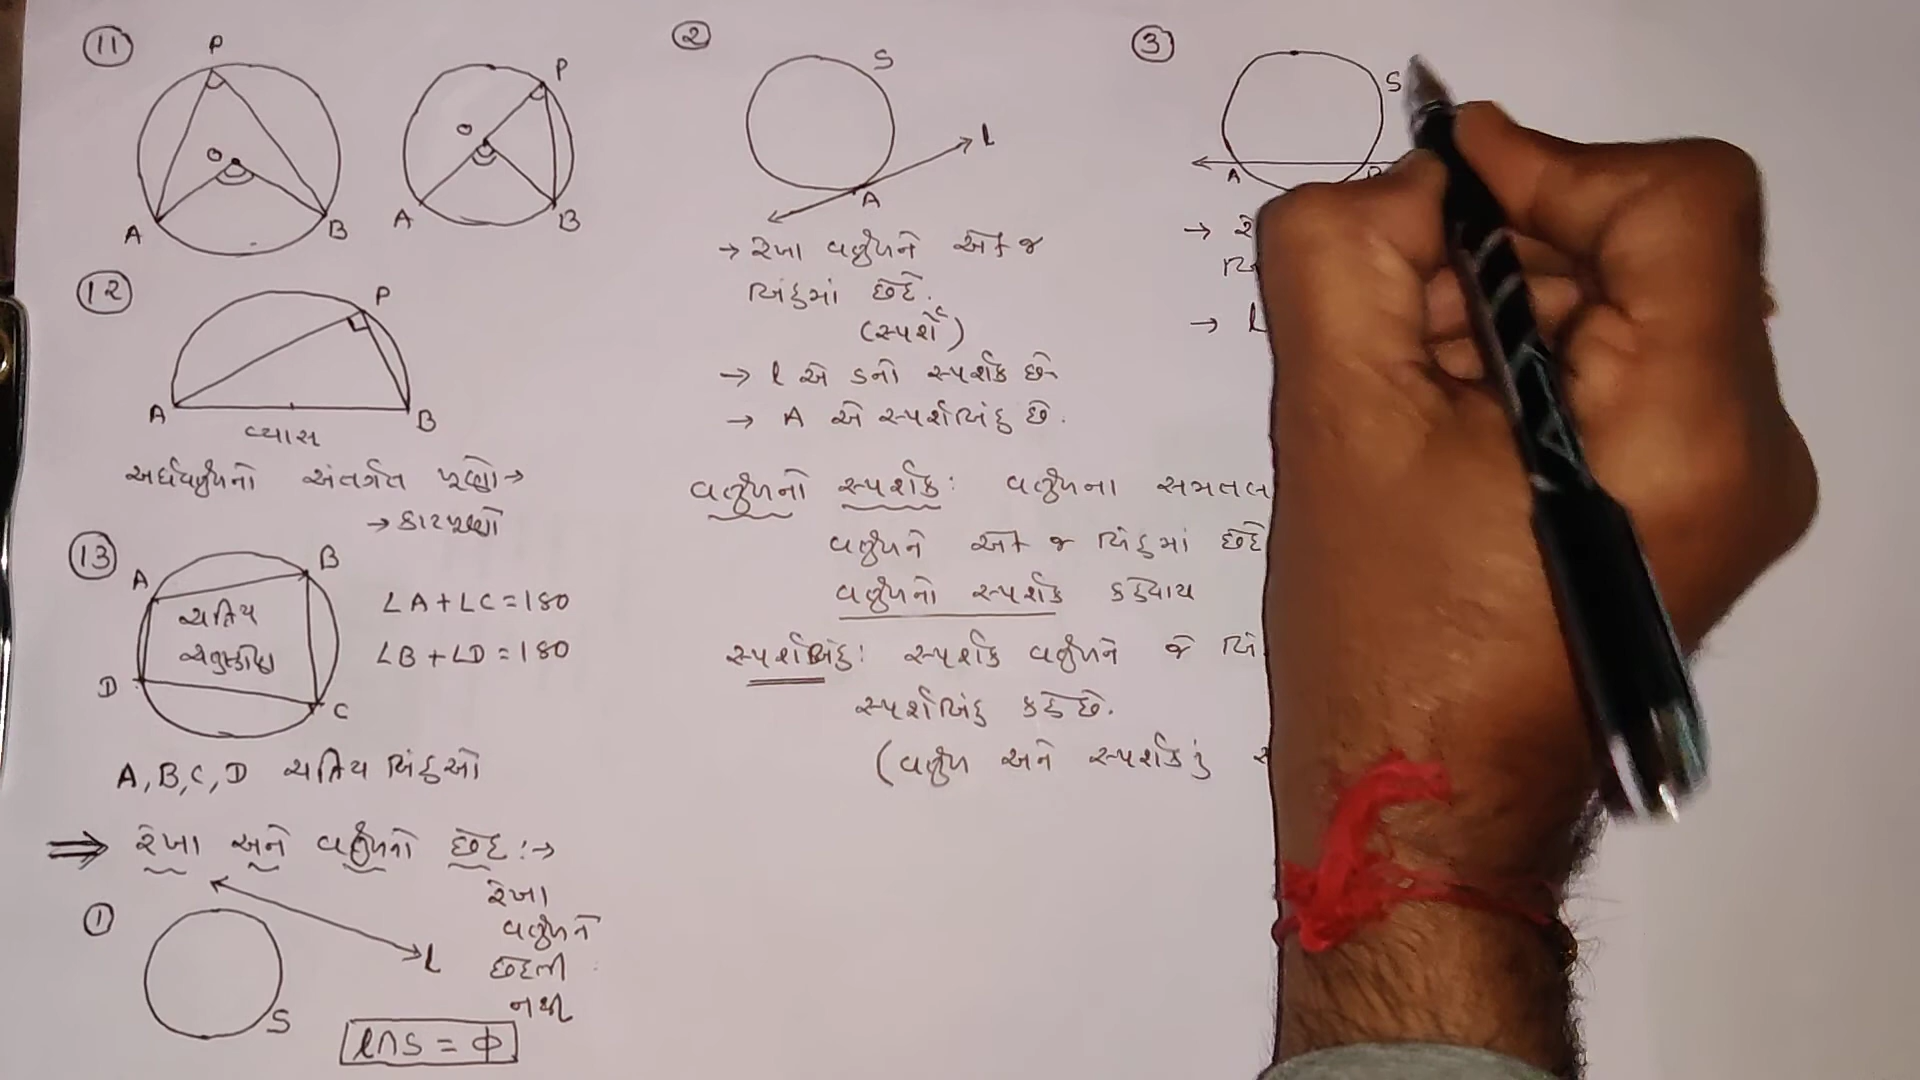 11
P
O
A
B
P
O
A
B
12
P
A
B
વ્યાસ
અર્ધવર્તુળનો અંતર્ગત ખૂણો →
→ કાટખૂણો
13
A
B
ચક્રિય
ચતુષ્કોણ
D
C
∠A + ∠C = 180
∠B + ∠D = 180
A, B, C, D ચક્રિય બિંદુઓ
⇒ રેખા અને વર્તુળનો છેદ :→
1
l
S
રેખા
વર્તુળને
છેદતી
નથી
l∩S = ϕ
2
S
l
A
→ રેખા વર્તુળને એક જ
બિંદુમાં છેદે.
(સ્પર્શે)
→ l એ ડનો સ્પર્શક છે
→ A એ સ્પર્શબિંદુ છે.
વર્તુળનો સ્પર્શક : વર્તુળના સમતલ
વર્તુળને એક જ બિંદુમાં છેદે
વર્તુળનો સ્પર્શક કહેવાય
સ્પર્શબિંદુ : સ્પર્શક વર્તુળને જે
સ્પર્શબિંદુ કહે છે.
(વર્તુળ અને સ્પર્શકનું
3
S
A
B
→
→ l